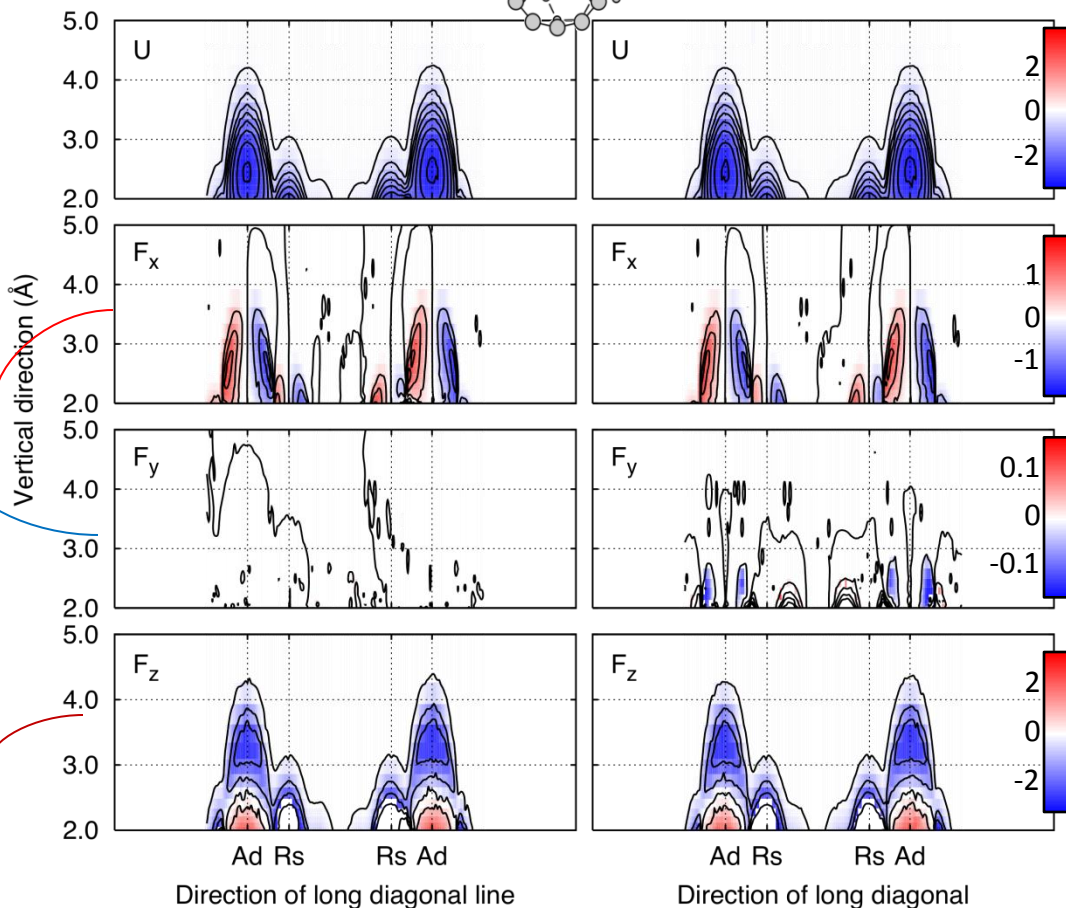 5.0
U
U
4.0
3.0
2.0
2
0
-2
5.0
Fx
Fx
4.0
3.0
2.0
1
0
-1
Vertical direction (Å)
5.0
Fy
Fy
4.0
3.0
2.0
0.1
0
-0.1
5.0
Fz
Fz
4.0
3.0
2.0
2
0
-2
Ad Rs Rs Ad
Ad Rs Rs Ad
Direction of long diagonal line
Direction of long diagonal